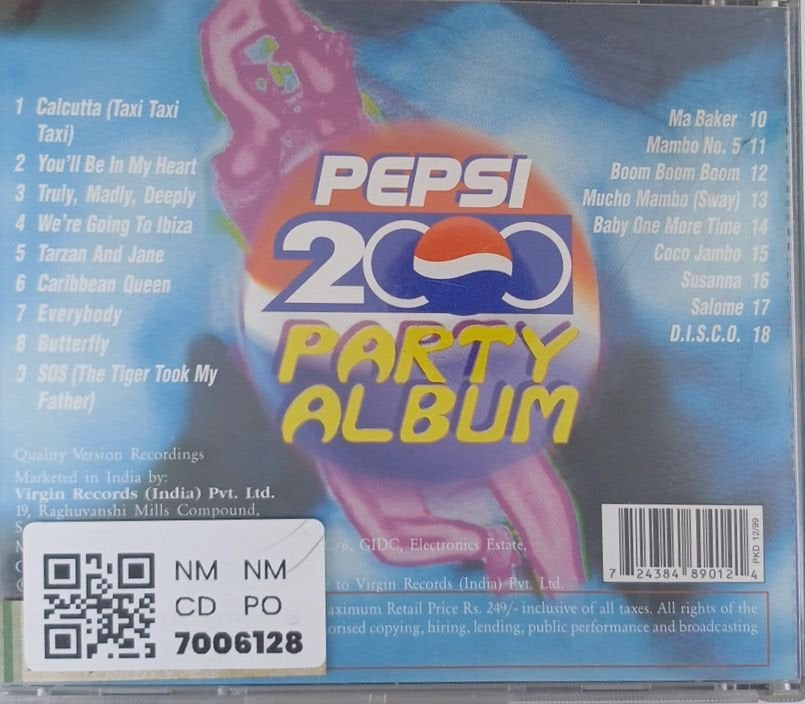 1 Calcutta (Taxi Taxi
Taxi)
2 You'll Be In My Heart
3 Truly, Madly, Deeply
4 We're Going To Ibiza
5 Tarzan And Jane
6 Caribbean Queen
7 Everybody
8 Butterfly
9 SOS (The Tiger Took My
Father)
PEPSI
2000
PARTY
ALBUM
Ma Baker 10
Mambo No. 5 11
Boom Boom Boom 12
Mucho Mambo (Sway) 13
Baby One More Time 14
Coco Jambo 15
Susanna 16
Salome 17
D.I.S.C.O. 18
Quality Version Recordings
Marketed in India by:
Virgin Records (India) Pvt. Ltd.
19, Raghuvanshi Mills Compound,
C/6, GIDC, Electronics Estate,
to Virgin Records (India) Pvt. Ltd.
Maximum Retail Price Rs. 249/- inclusive of all taxes. All rights of the
copying, hiring, lending, public performance and broadcasting
7 24384 89012 4
PKD 12/99
NM NM
CD PO
7006128